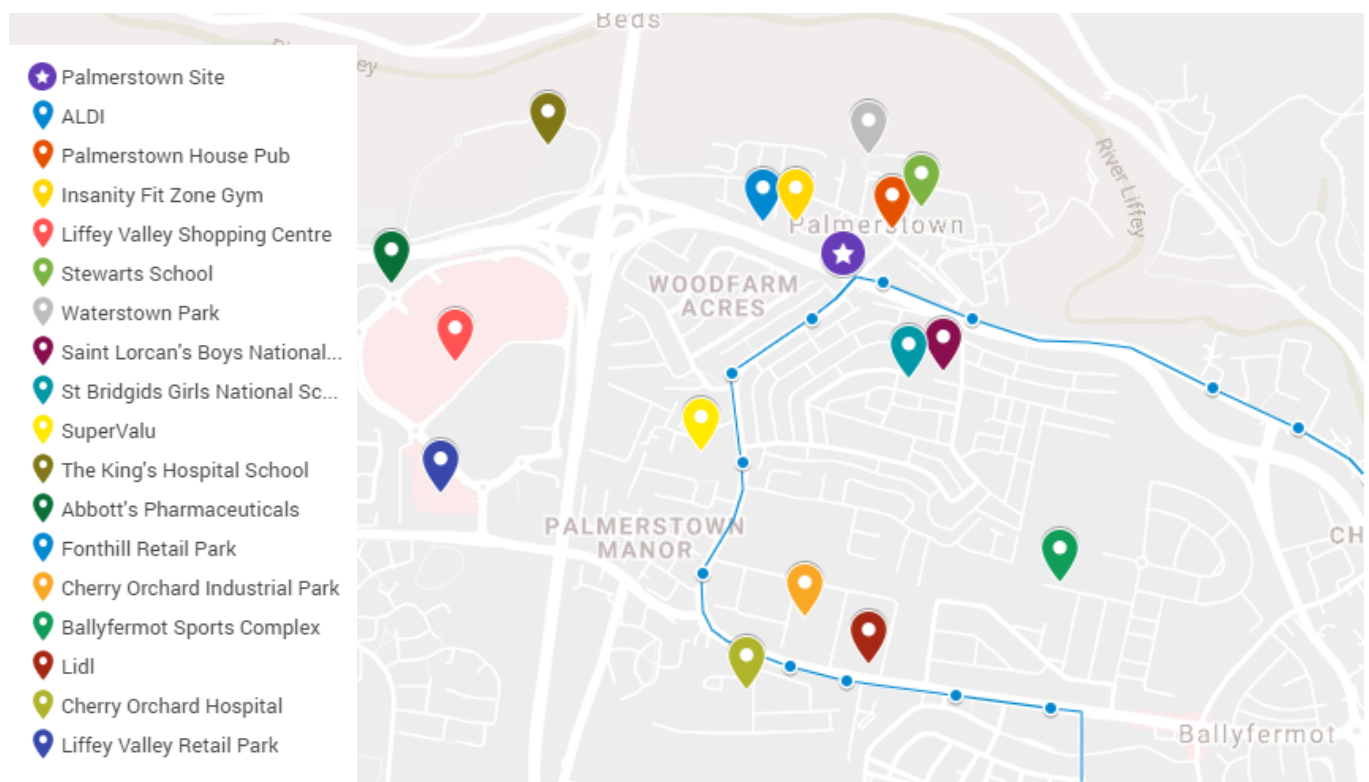 Beds
ey
Palmerstown Site
ALDI
Palmerstown House Pub
Insanity Fit Zone Gym
Liffey Valley Shopping Centre
Stewarts School
Waterstown Park
Saint Lorcan's Boys National...
St Bridgids Girls National Sc...
SuperValu
The King's Hospital School
Abbott's Pharmaceuticals
Fonthill Retail Park
Cherry Orchard Industrial Park
Ballyfermot Sports Complex
Lidl
Cherry Orchard Hospital
Liffey Valley Retail Park
River Liffey
Palmerstown
WOODFARM
ACRES
PALMERSTOWN
MANOR
CH
Ballyfermot